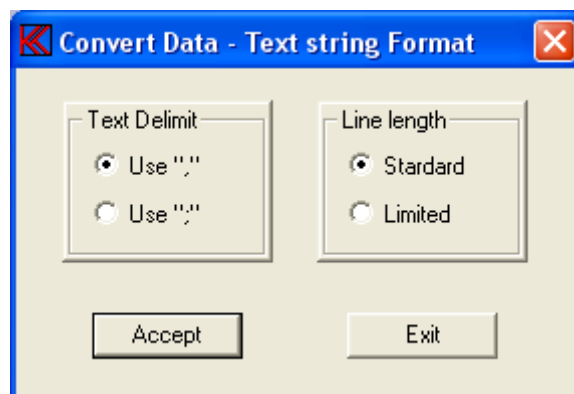 Convert Data - Text string Format
Text Delimit
Use ","
Use ";"
Line length
Stardard
Limited
Accept
Exit